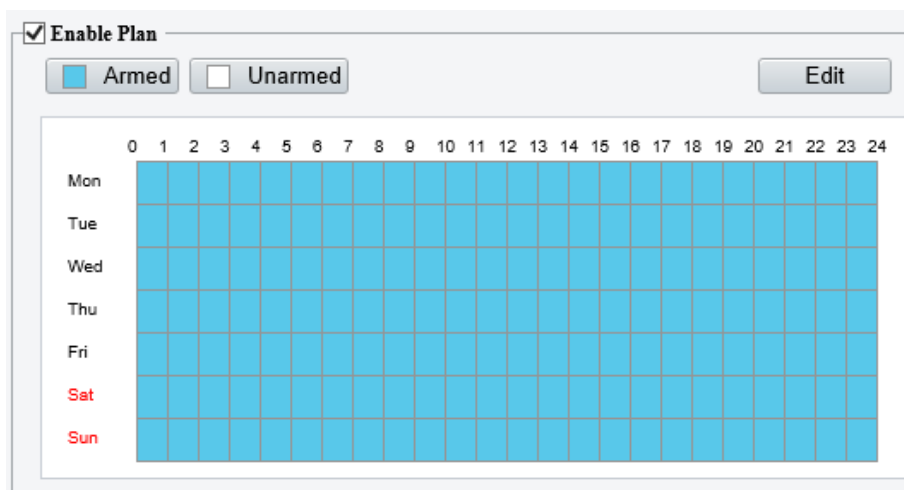 Enable Plan
Armed Unarmed Edit
0 1 2 3 4 5 6 7 8 9 10 11 12 13 14 15 16 17 18 19 20 21 22 23 24
Mon
Tue
Wed
Thu
Fri
Sat
Sun